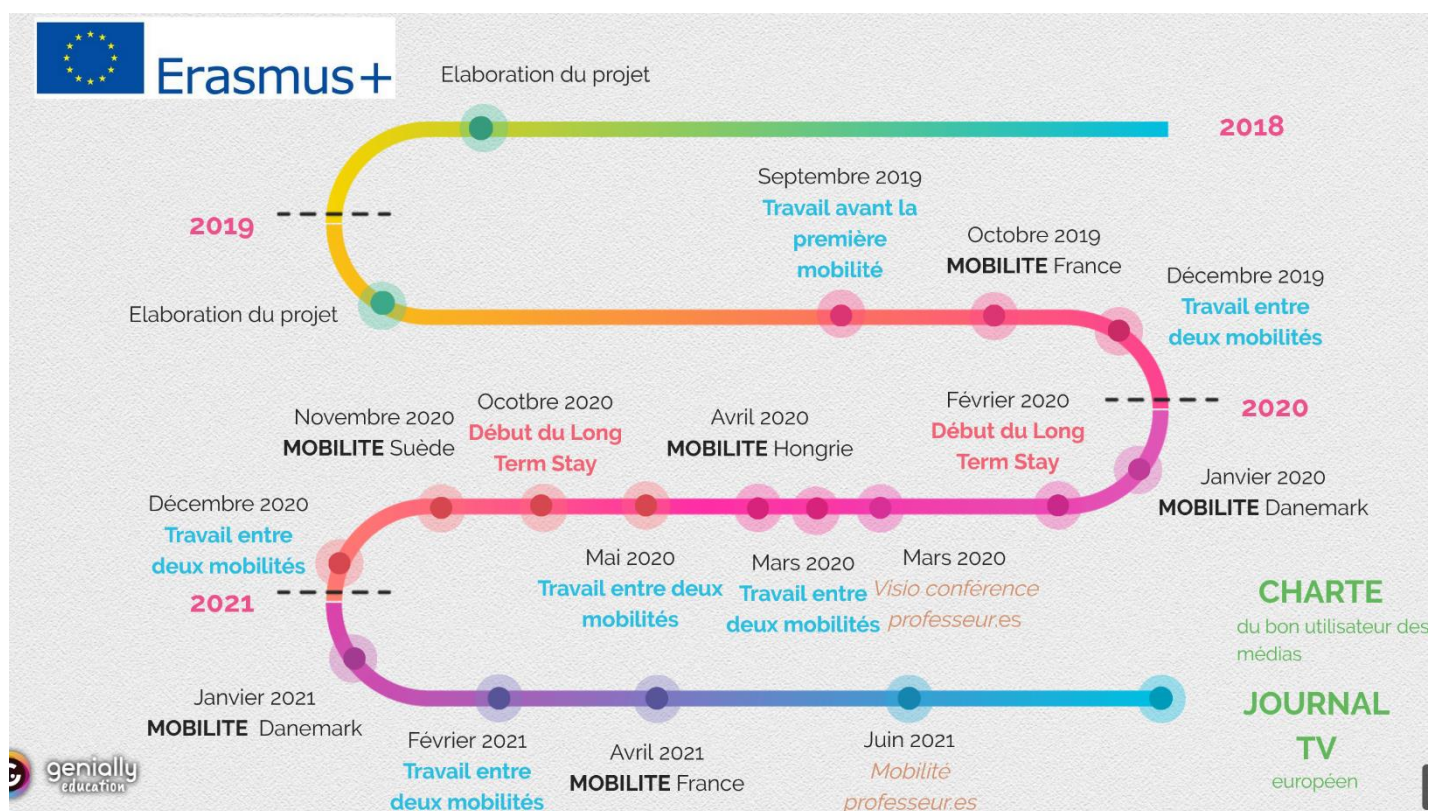 Erasmus+
Elaboration du projet
2018
2019
Elaboration du projet
Septembre 2019
Travail avant la
première
mobilité
Octobre 2019
MOBILITE France
Décembre 2019
Travail entre
deux mobilités
2020
Janvier 2020
MOBILITE Danemark
Février 2020
Début du Long
Term Stay
Mars 2020
Visio conférence
professeur.es
Mars 2020
Travail entre
deux mobilités
Avril 2020
MOBILITE Hongrie
Mai 2020
Travail entre deux
mobilités
Ocotbre 2020
Début du Long
Term Stay
Novembre 2020
MOBILITE Suède
Décembre 2020
Travail entre
deux mobilités
2021
Janvier 2021
MOBILITE Danemark
Février 2021
Travail entre
deux mobilités
Avril 2021
MOBILITE France
Juin 2021
Mobilité
professeur.es
CHARTE
du bon utilisateur des
médias
JOURNAL
TV
européen
genially
education